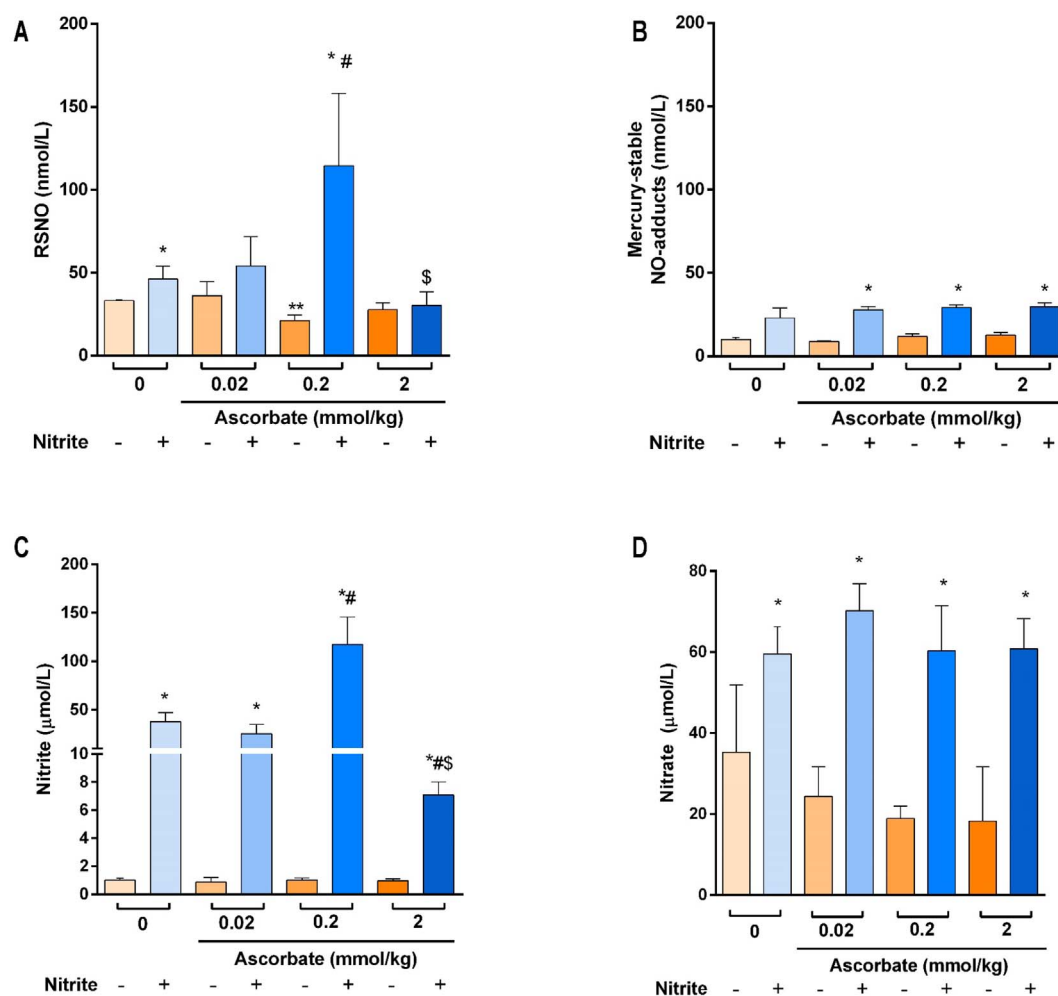 A
RSNO (nmol/L)
200
150
100
50
0
*
**
* #
$
0 0.02 0.2 2
Ascorbate (mmol/kg)
Nitrite - + - + - + - +
B
Mercury-stable
NO-adducts (nmol/L)
200
150
100
50
0
* * *
0 0.02 0.2 2
Ascorbate (mmol/kg)
Nitrite - + - + - + - +
C
Nitrite (μmol/L)
200
150
100
50
10
8
6
4
2
0
* * *# *#$
0 0.02 0.2 2
Ascorbate (mmol/kg)
Nitrite - + - + - + - +
D
Nitrate (μmol/L)
80
60
40
20
0
* * * *
0 0.02 0.2 2
Ascorbate (mmol/kg)
Nitrite - + - + - + - +